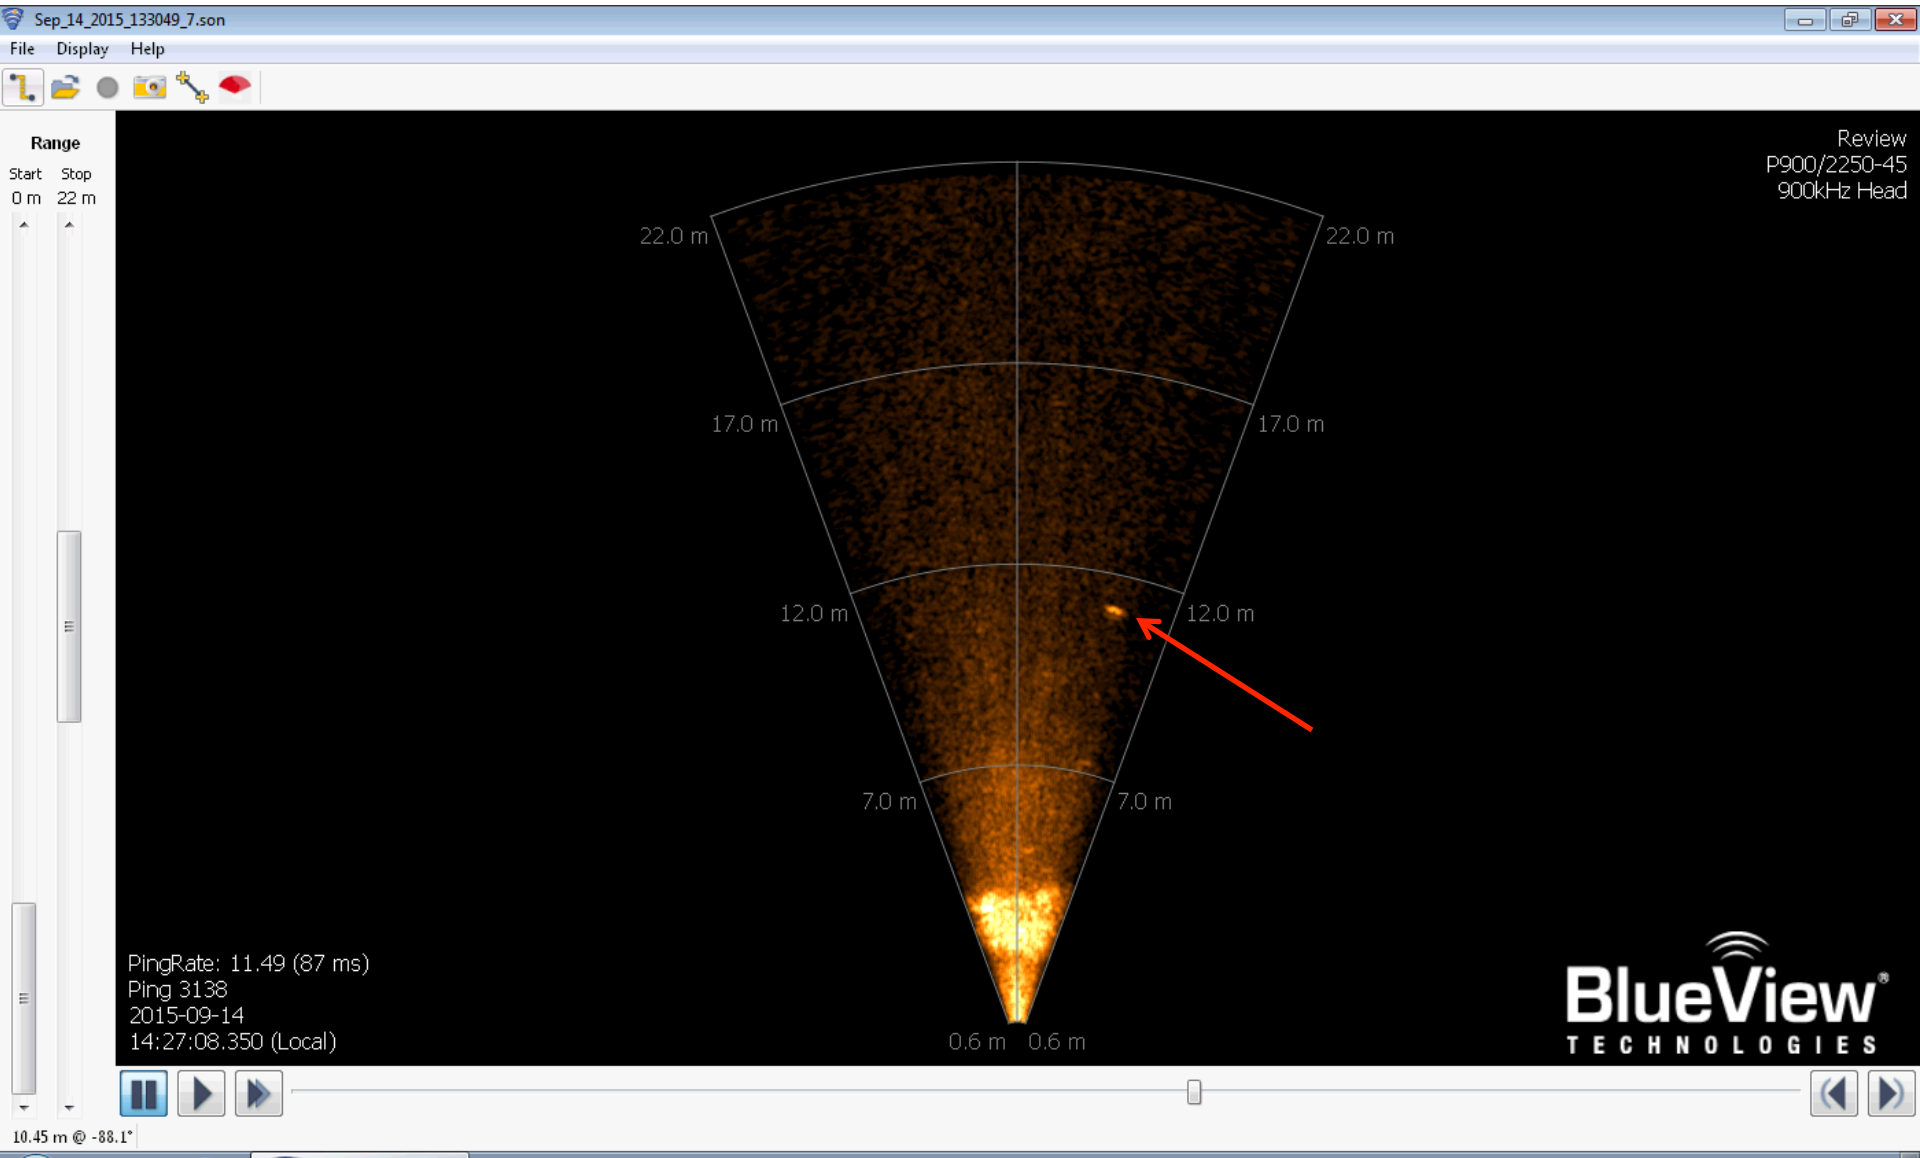 Sep_14_2015_133049_7.son
File Display Help
Range
Start Stop
0 m 22 m
Review
P900/2250-45
900kHz Head
22.0 m 22.0 m
17.0 m 17.0 m
12.0 m 12.0 m
7.0 m 7.0 m
0.6 m 0.6 m
PingRate: 11.49 (87 ms)
Ping 3138
2015-09-14
14:27:08.350 (Local)
BlueView®
TECHNOLOGIES
10.45 m @ -88.1°